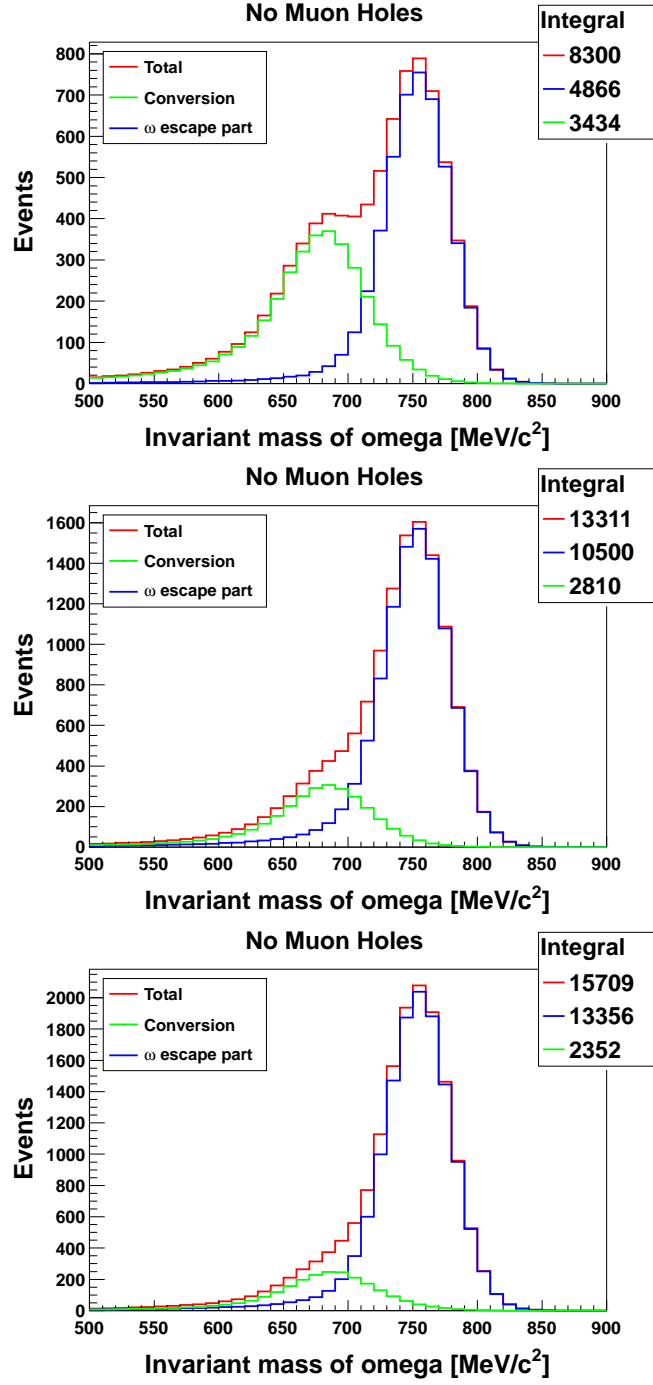 No Muon Holes
Integral
8300
4866
3434
Total
Conversion
ω escape part
Events
800
700
600
500
400
300
200
100
0
500 550 600 650 700 750 800 850 900
Invariant mass of omega [MeV/c²]
No Muon Holes
Integral
13311
10500
2810
Total
Conversion
ω escape part
Events
1600
1400
1200
1000
800
600
400
200
0
500 550 600 650 700 750 800 850 900
Invariant mass of omega [MeV/c²]
No Muon Holes
Integral
15709
13356
2352
Total
Conversion
ω escape part
Events
2000
1800
1600
1400
1200
1000
800
600
400
200
0
500 550 600 650 700 750 800 850 900
Invariant mass of omega [MeV/c²]